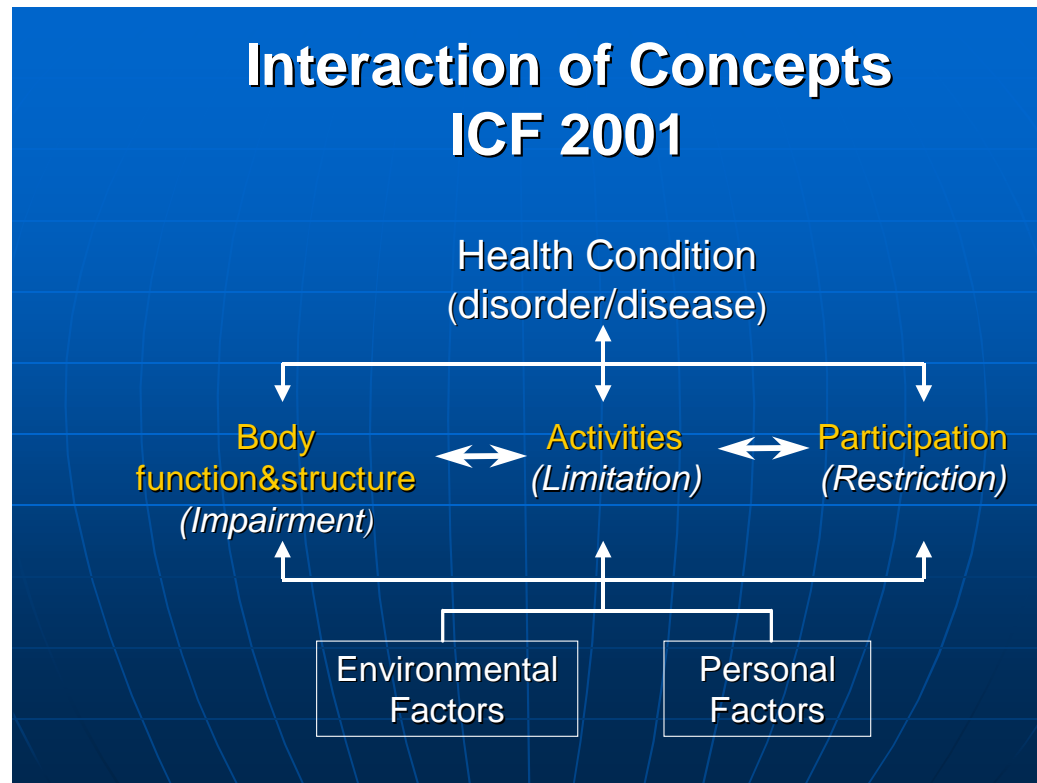 Interaction of Concepts
ICF 2001
Health Condition
(disorder/disease)
Body
function&structure
(Impairment)
Activities
(Limitation)
Participation
(Restriction)
Environmental
Factors
Personal
Factors